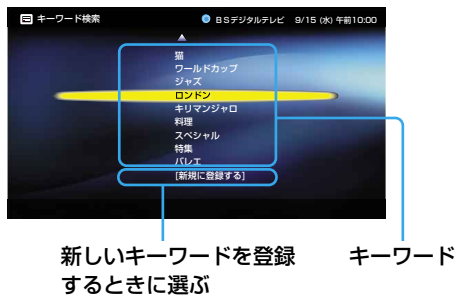 キーワード検索
BSデジタルテレビ 9/15 (水) 午前10:00
猫
ワールドカップ
ジャズ
ロンドン
キリマンジャロ
料理
スペシャル
特集
バレエ
[新規に登録する]
新しいキーワードを登録
するときに選ぶ
キーワード